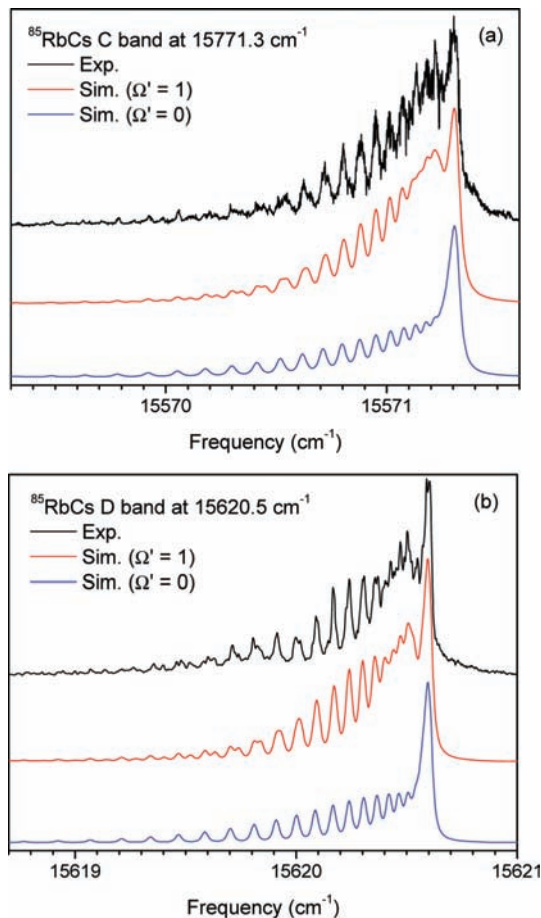 ⁸⁵RbCs C band at 15771.3 cm⁻¹ (a)
Exp.
Sim. (Ω' = 1)
Sim. (Ω' = 0)
15570 15571
Frequency (cm⁻¹)
⁸⁵RbCs D band at 15620.5 cm⁻¹ (b)
Exp.
Sim. (Ω' = 1)
Sim. (Ω' = 0)
15619 15620 15621
Frequency (cm⁻¹)